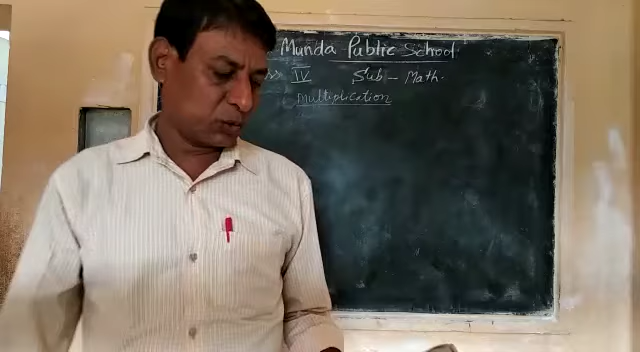 Munda Public School
IV Sub - Math.
Multiplication